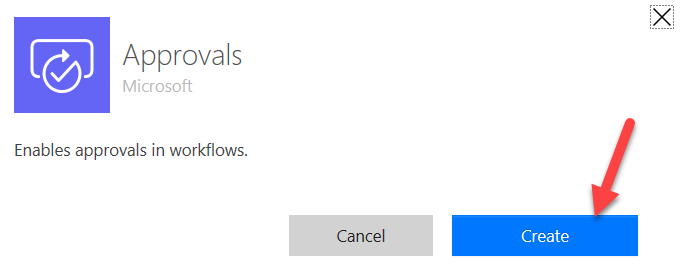 Approvals
Microsoft
Enables approvals in workflows.
Cancel
Create